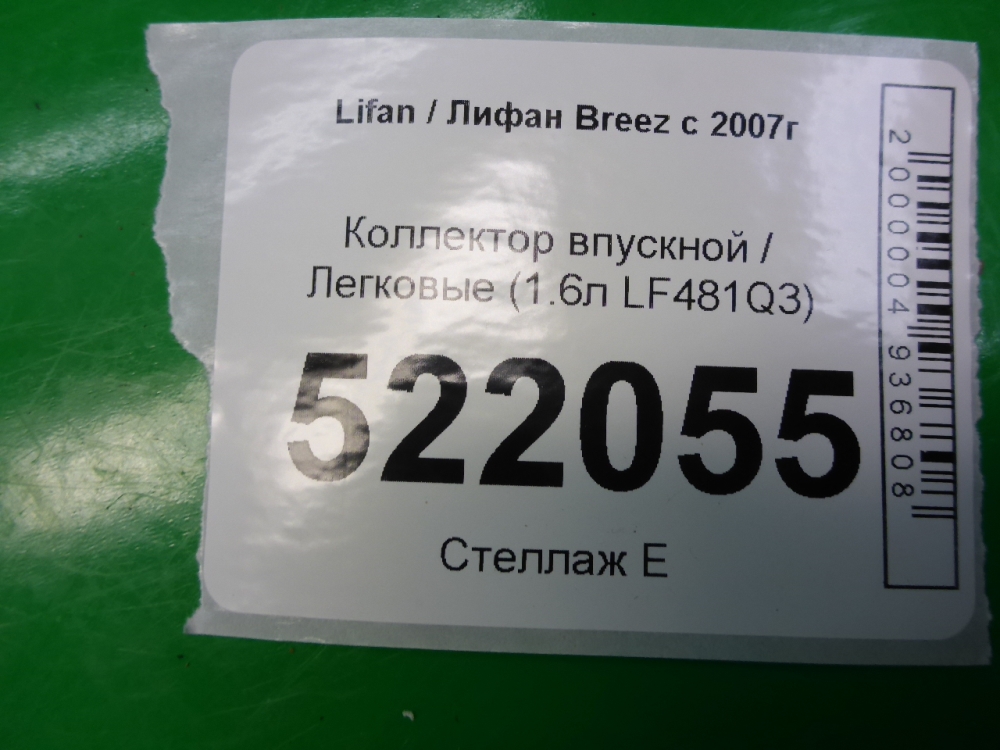 Lifan / Лифан Breez с 2007г
Коллектор впускной /
Легковые (1.6л LF481Q3)
522055
Стеллаж Е
2000004936808